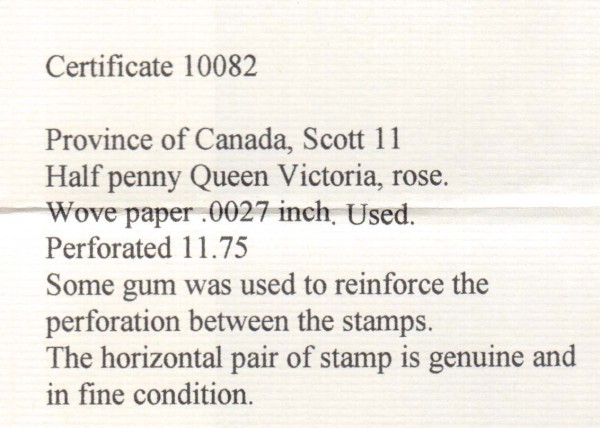 Certificate 10082
Province of Canada, Scott 11
Half penny Queen Victoria, rose.
Wove paper .0027 inch. Used.
Perforated 11.75
Some gum was used to reinforce the
perforation between the stamps.
The horizontal pair of stamp is genuine and
in fine condition.